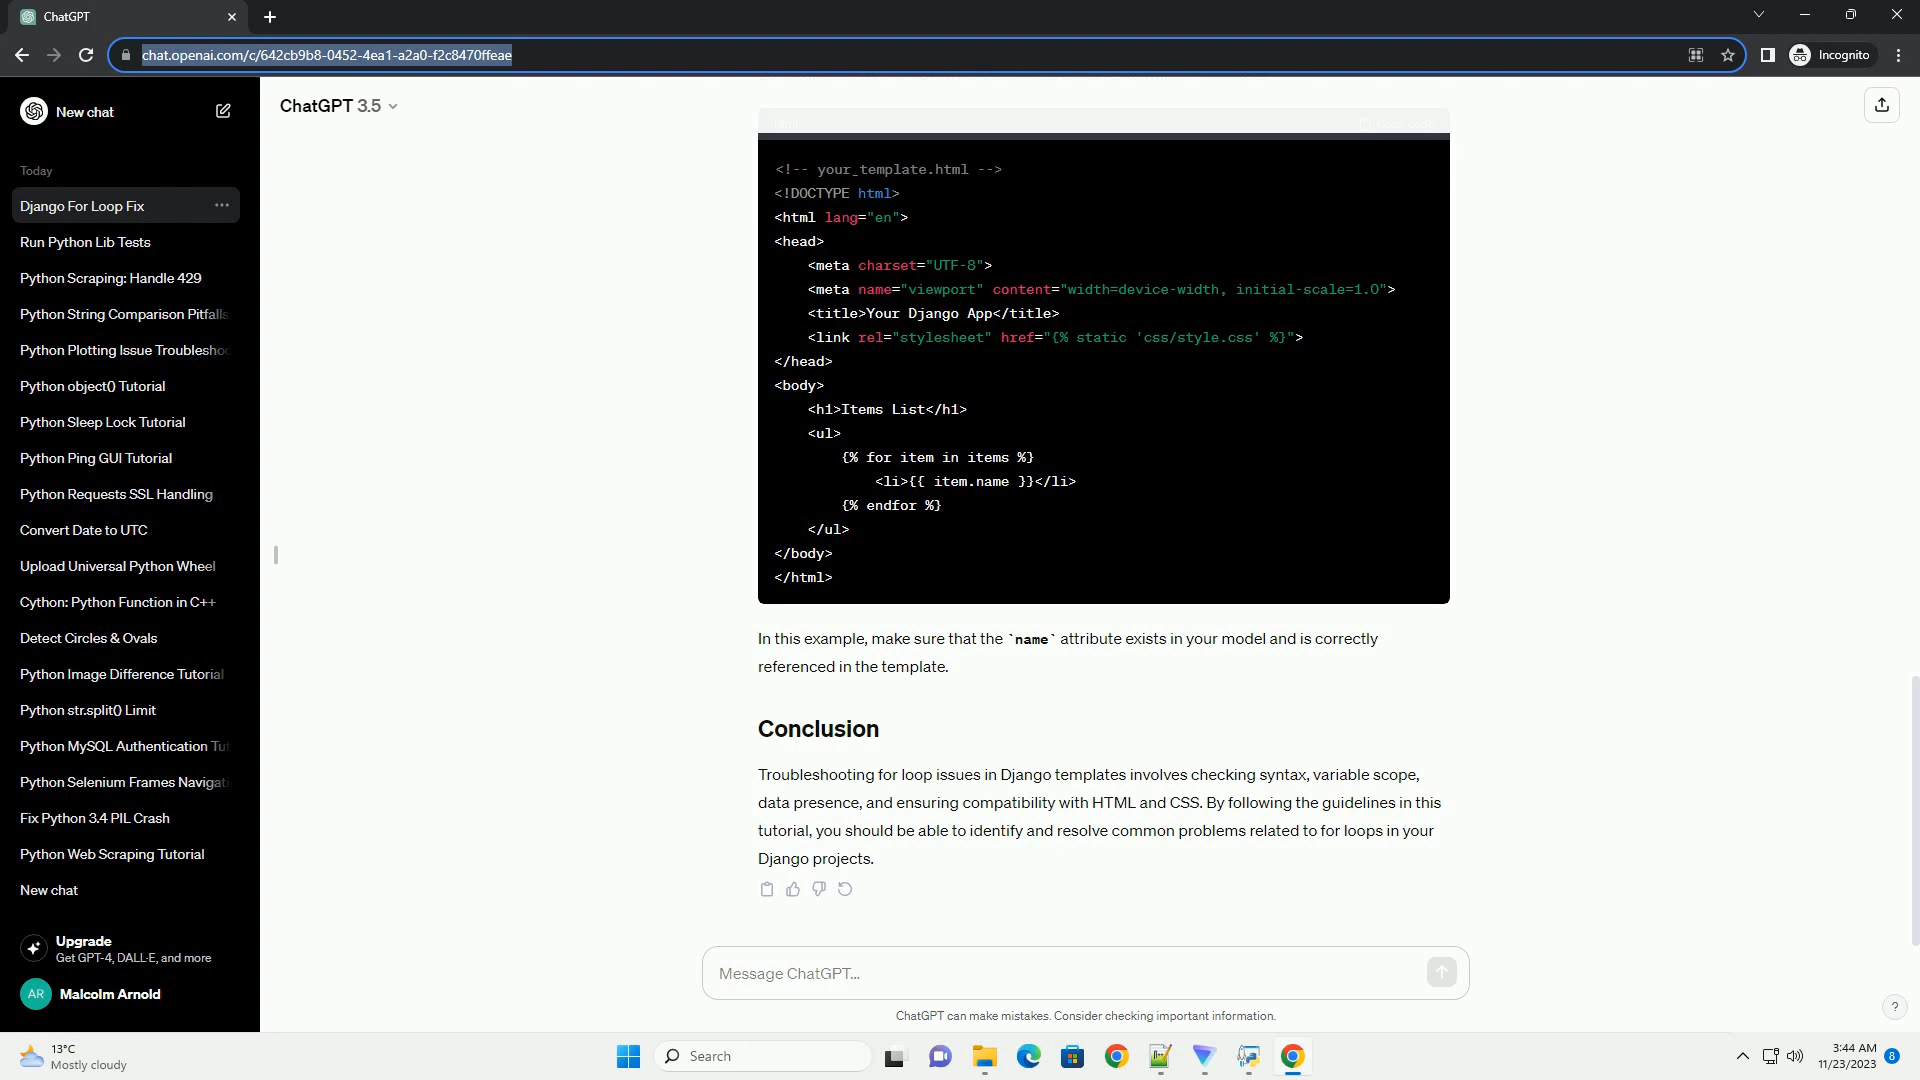 ChatGPT
chat.openai.com/c/642cb9b8-0452-4ea1-a2a0-f2c8470ffeae
Incognito
New chat
Today
Django For Loop Fix
Run Python Lib Tests
Python Scraping: Handle 429
Python String Comparison Pitfalls
Python Plotting Issue Troubleshoo
Python object() Tutorial
Python Sleep Lock Tutorial
Python Ping GUI Tutorial
Python Requests SSL Handling
Convert Date to UTC
Upload Universal Python Wheel
Cython: Python Function in C++
Detect Circles & Ovals
Python Image Difference Tutorial
Python str.split() Limit
Python MySQL Authentication Tut
Python Selenium Frames Navigati
Fix Python 3.4 PIL Crash
Python Web Scraping Tutorial
New chat
Upgrade
Get GPT-4, DALL·E, and more
AR Malcolm Arnold
ChatGPT 3.5
<!-- your_template.html -->
<!DOCTYPE html>
<html lang="en">
<head>
    <meta charset="UTF-8">
    <meta name="viewport" content="width=device-width, initial-scale=1.0">
    <title>Your Django App</title>
    <link rel="stylesheet" href="{% static 'css/style.css' %}">
</head>
<body>
    <h1>Items List</h1>
    <ul>
        {% for item in items %}
            <li>{{ item.name }}</li>
        {% endfor %}
    </ul>
</body>
</html>
In this example, make sure that the `name` attribute exists in your model and is correctly
referenced in the template.
Conclusion
Troubleshooting for loop issues in Django templates involves checking syntax, variable scope,
data presence, and ensuring compatibility with HTML and CSS. By following the guidelines in this
tutorial, you should be able to identify and resolve common problems related to for loops in your
Django projects.
Message ChatGPT...
ChatGPT can make mistakes. Consider checking important information.
?
13°C
Mostly cloudy
Search
3:44 AM
11/23/2023
8